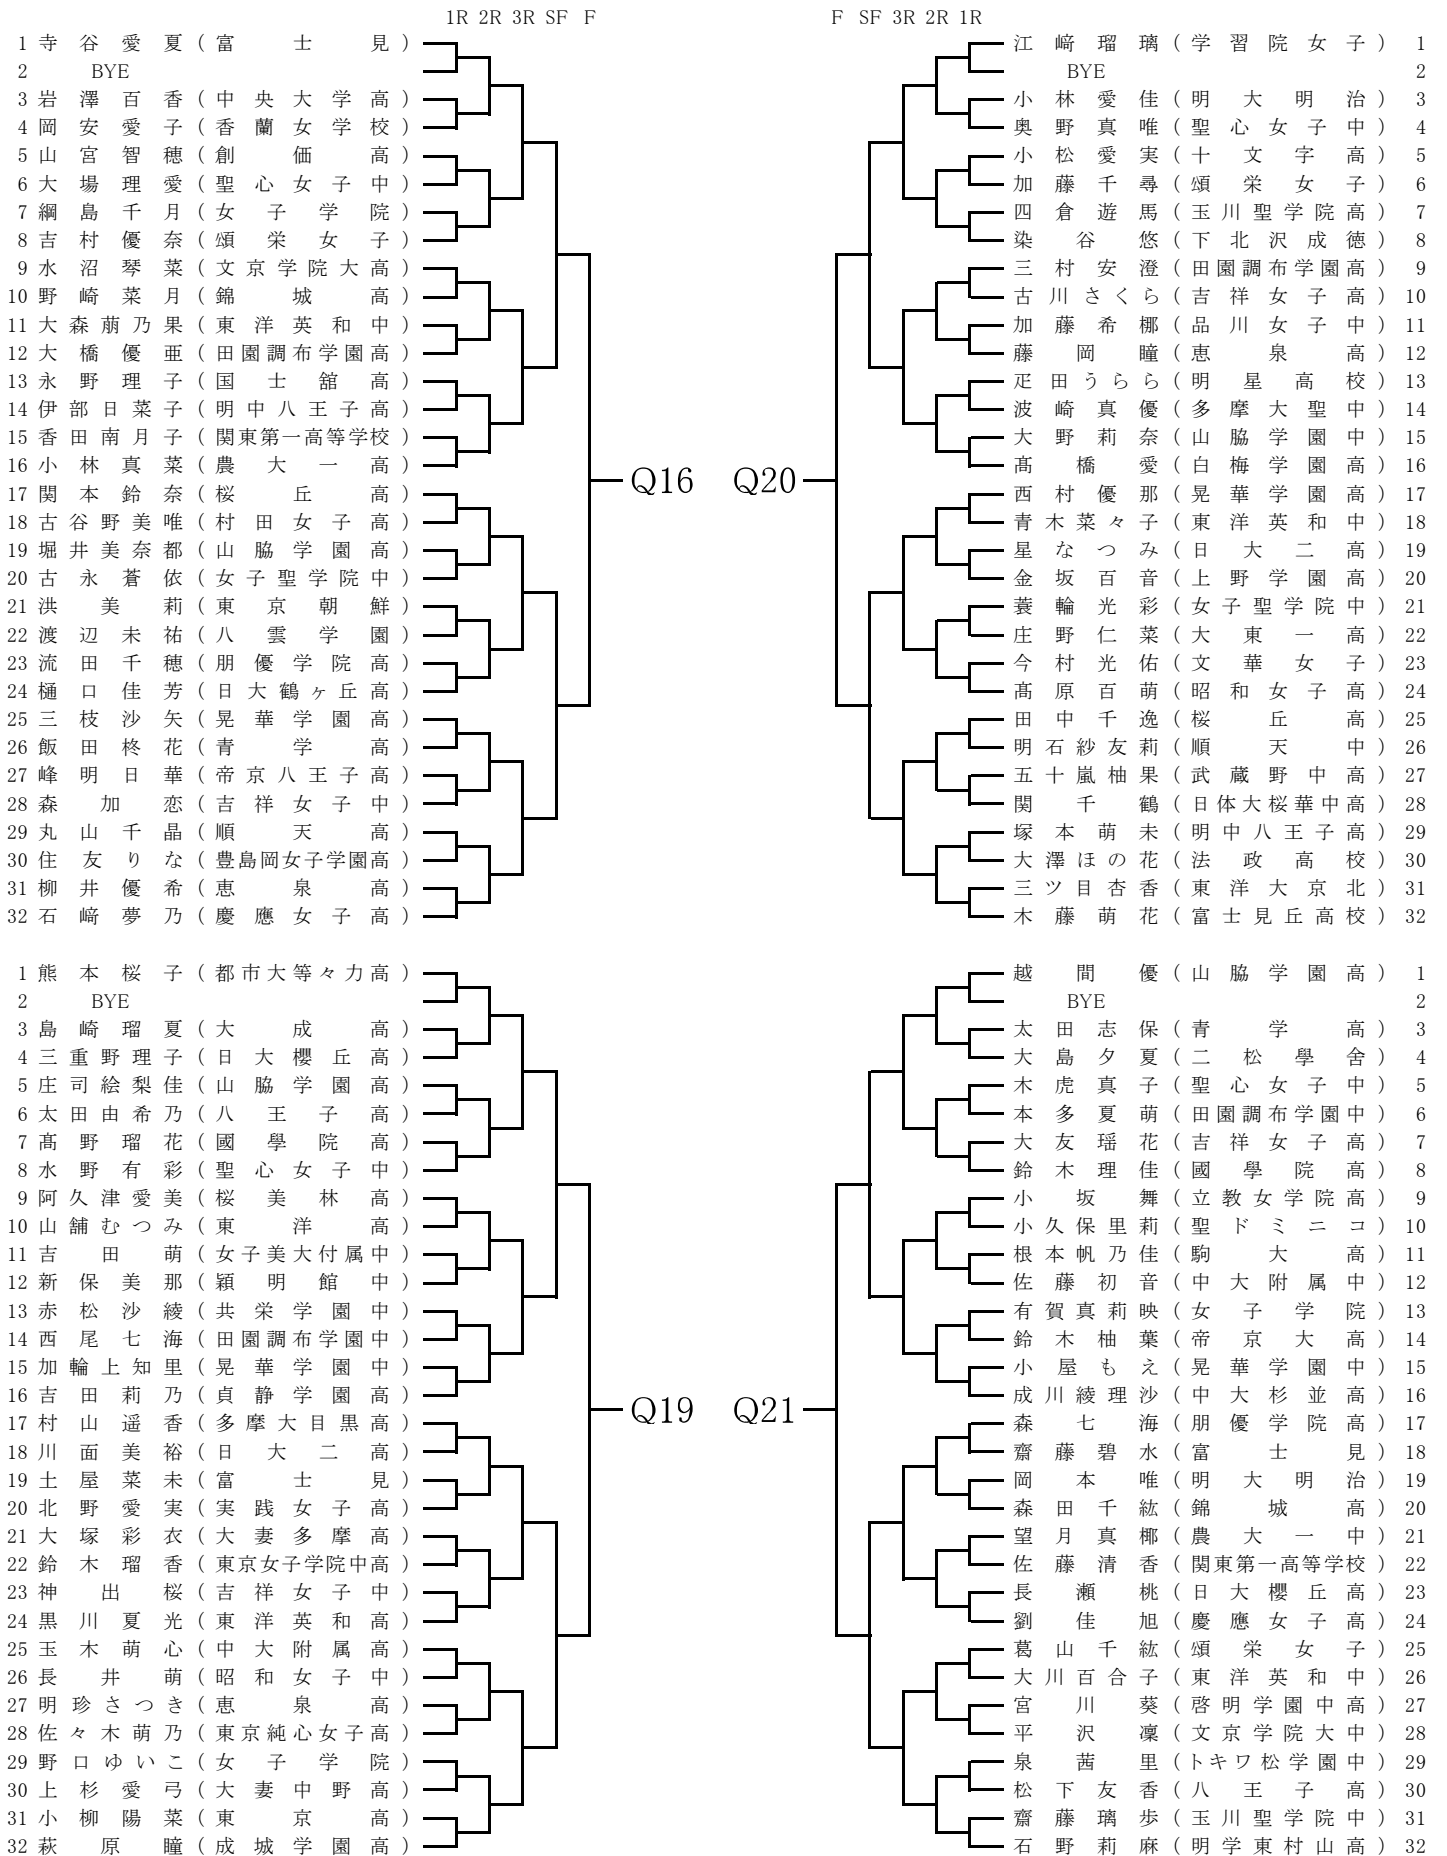 1R 2R 3R SF F
1 寺谷愛夏(富士見)
2 BYE
3 岩澤百香(中央大学高)
4 岡安愛子(香蘭女学校)
5 山宮智穂(創価高)
6 大場理愛(聖心女子中)
7 綱島千月(女子学院)
8 吉村優奈(頌栄女子)
9 水沼琴菜(文京学院大高)
10 野崎菜月(錦城高)
11 大森萠乃果(東洋英和中)
12 大橋優亜(田園調布学園高)
13 永野理子(国士舘高)
14 伊部日菜子(明中八王子高)
15 香田南月子(関東第一高等学校)
16 小林真菜(農大一高)
17 関本鈴奈(桜丘高)
18 古谷野美唯(村田女子高)
19 堀井美奈都(山脇学園高)
20 古永蒼依(女子聖学院中)
21 洪美莉(東京朝鮮)
22 渡辺未祐(八雲学園)
23 流田千穂(朋優学院高)
24 樋口佳芳(日大鶴ヶ丘高)
25 三枝沙矢(晃華学園高)
26 飯田柊花(青学高)
27 峰明日華(帝京八王子高)
28 森加恋(吉祥女子中)
29 丸山千晶(順天高)
30 住友りな(豊島岡女子学園高)
31 柳井優希(恵泉高)
32 石﨑夢乃(慶應女子高)
Q16
F SF 3R 2R 1R
江﨑瑠璃(学習院女子) 1
BYE 2
小林愛佳(明大明治) 3
奥野真唯(聖心女子中) 4
小松愛実(十文字高) 5
加藤千尋(頌栄女子) 6
四倉遊馬(玉川聖学院高) 7
染谷悠(下北沢成徳) 8
三村安澄(田園調布学園高) 9
古川さくら(吉祥女子高) 10
加藤希梛(品川女子中) 11
藤岡瞳(恵泉高) 12
疋田うらら(明星高校) 13
波崎真優(多摩大聖中) 14
大野莉奈(山脇学園中) 15
髙橋愛(白梅学園高) 16
西村優那(晃華学園高) 17
青木菜々子(東洋英和中) 18
星なつみ(日大二高) 19
金坂百音(上野学園高) 20
蓑輪光彩(女子聖学院中) 21
庄野仁菜(大東一高) 22
今村光佑(文華女子) 23
髙原百萌(昭和女子高) 24
田中千逸(桜丘高) 25
明石紗友莉(順天中) 26
五十嵐柚果(武蔵野中高) 27
関千鶴(日体大桜華中高) 28
塚本萌未(明中八王子高) 29
大澤ほの花(法政高校) 30
三ツ目杏香(東洋大京北) 31
木藤萌花(富士見丘高校) 32
Q20
1 熊本桜子(都市大等々力高)
2 BYE
3 島崎瑠夏(大成高)
4 三重野理子(日大櫻丘高)
5 庄司絵梨佳(山脇学園高)
6 太田由希乃(八王子高)
7 髙野瑠花(國學院高)
8 水野有彩(聖心女子中)
9 阿久津愛美(桜美林高)
10 山舗むつみ(東洋高)
11 吉田萌(女子美大付属中)
12 新保美那(穎明館中)
13 赤松沙綾(共栄学園中)
14 西尾七海(田園調布学園中)
15 加輪上知里(晃華学園中)
16 吉田莉乃(貞静学園高)
17 村山遥香(多摩大目黒高)
18 川面美裕(日大二高)
19 土屋菜未(富士見)
20 北野愛実(実践女子高)
21 大塚彩衣(大妻多摩高)
22 鈴木瑠香(東京女子学院中高)
23 神出桜(吉祥女子中)
24 黒川夏光(東洋英和高)
25 玉木萌心(中大附属高)
26 長井萌(昭和女子中)
27 明珍さつき(恵泉高)
28 佐々木萌乃(東京純心女子高)
29 野口ゆいこ(女子学院)
30 上杉愛弓(大妻中野高)
31 小柳陽菜(東京高)
32 萩原瞳(成城学園高)
Q19
越間優(山脇学園高) 1
BYE 2
太田志保(青学高) 3
大島夕夏(二松學舎) 4
木虎真子(聖心女子中) 5
本多夏萌(田園調布学園中) 6
大友瑶花(吉祥女子高) 7
鈴木理佳(國學院高) 8
小坂舞(立教女学院高) 9
小久保里莉(聖ドミニコ) 10
根本帆乃佳(駒大高) 11
佐藤初音(中大附属中) 12
有賀真莉映(女子学院) 13
鈴木柚葉(帝京大高) 14
小屋もえ(晃華学園中) 15
成川綾理沙(中大杉並高) 16
森七海(朋優学院高) 17
齋藤碧水(富士見) 18
岡本唯(明大明治) 19
森田千紘(錦城高) 20
望月真椰(農大一中) 21
佐藤清香(関東第一高等学校) 22
長瀬桃(日大櫻丘高) 23
劉佳旭(慶應女子高) 24
葛山千紘(頌栄女子) 25
大川百合子(東洋英和中) 26
宮川葵(啓明学園中高) 27
平沢凜(文京学院大中) 28
泉茜里(トキワ松学園中) 29
松下友香(八王子高) 30
齋藤璃歩(玉川聖学院中) 31
石野莉麻(明学東村山高) 32
Q21